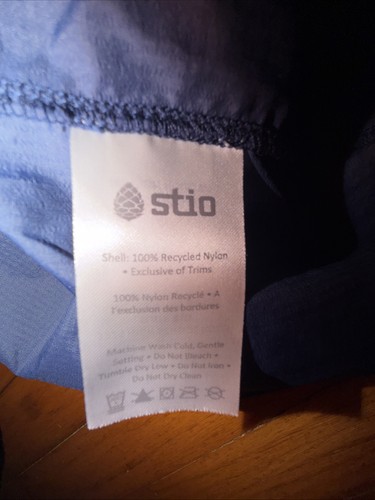 stio
Shell: 100% Recycled Nylon
• Exclusive of Trims
100% Nylon Recyclé • A
l'exclusion des bordures
Machine Wash Cold, Gentle
Setting • Do Not Bleach •
Tumble Dry Low • Do Not Iron •
Do Not Dry Clean